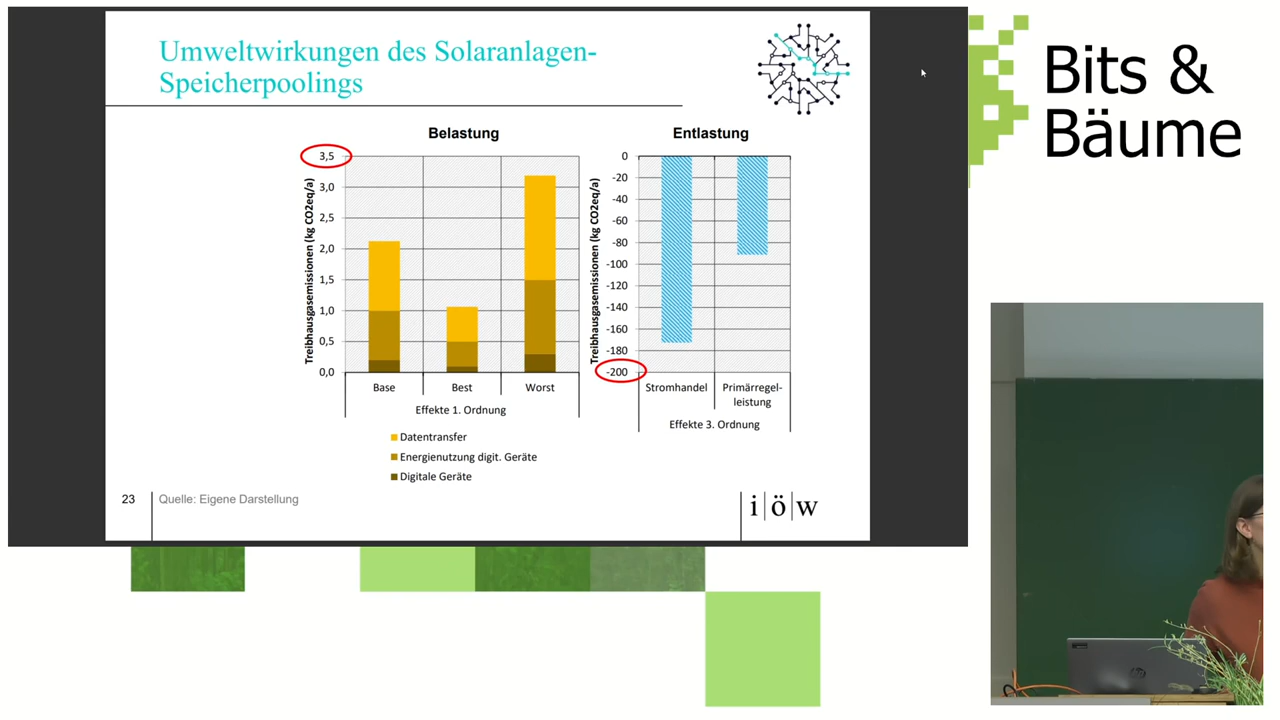 Umweltwirkungen des Solaranlagen-
Speicherpoolings
Bits &
Bäume
Belastung
Entlastung
Treibhausgasemissionen (kg CO2eq/a)
3,5
3,0
2,5
2,0
1,5
1,0
0,5
0,0
Base
Best
Worst
Effekte 1. Ordnung
Datentransfer
Energienutzung digit. Geräte
Digitale Geräte
Treibhausgasemissionen (kg CO2eq/a)
0
-20
-40
-60
-80
-100
-120
-140
-160
-180
-200
Stromhandel
Primärregel-
leistung
Effekte 3. Ordnung
23
Quelle: Eigene Darstellung
i|ö|w
hp